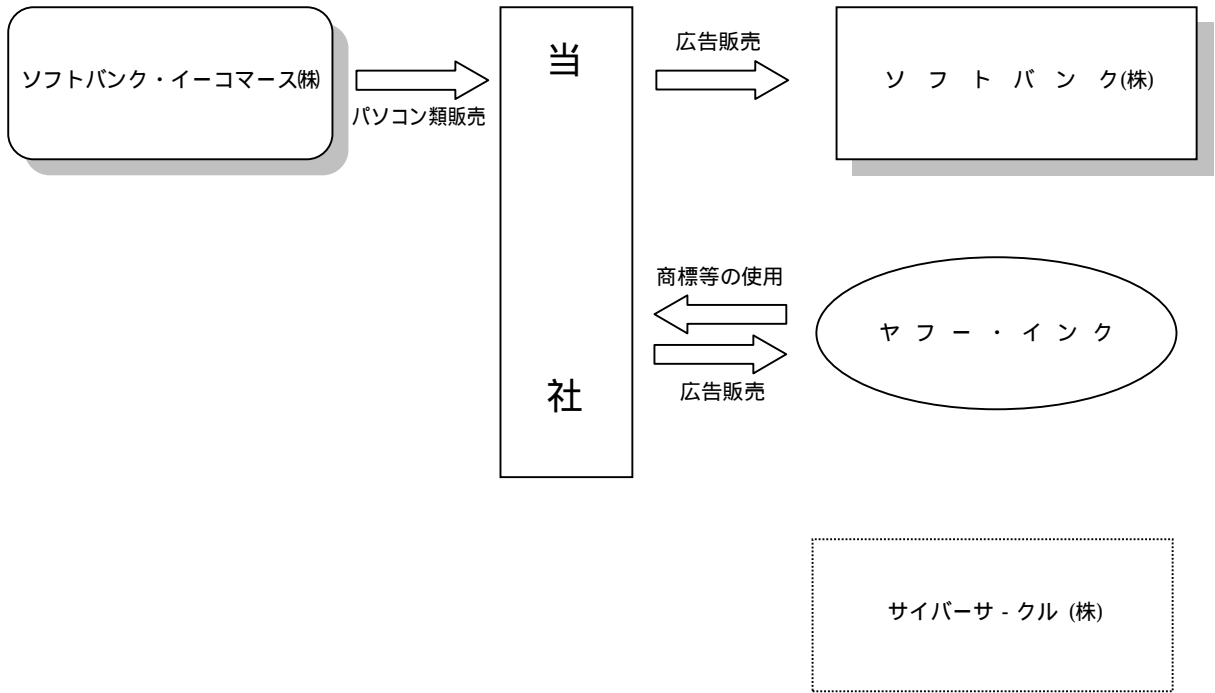 ソフトバンク・イーコマース㈱
パソコン類販売
当
社
広告販売
ソフトバンク(株)
商標等の使用
広告販売
ヤフー・インク
サイバーサ-クル (株)